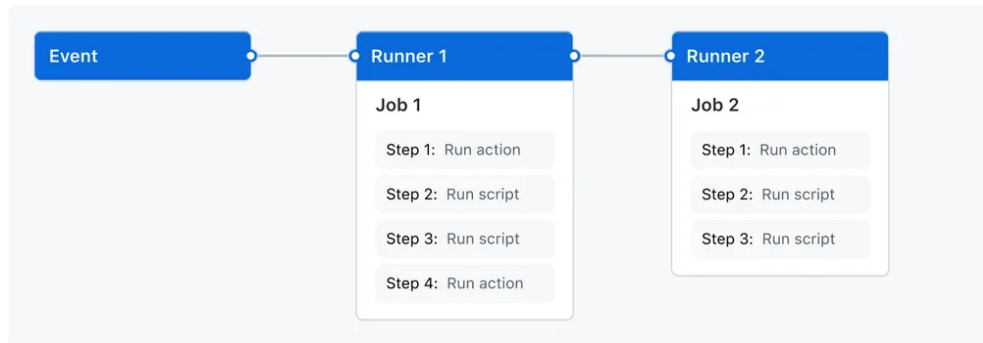 Event
Runner 1
Job 1
Step 1: Run action
Step 2: Run script
Step 3: Run script
Step 4: Run action
Runner 2
Job 2
Step 1: Run action
Step 2: Run script
Step 3: Run script